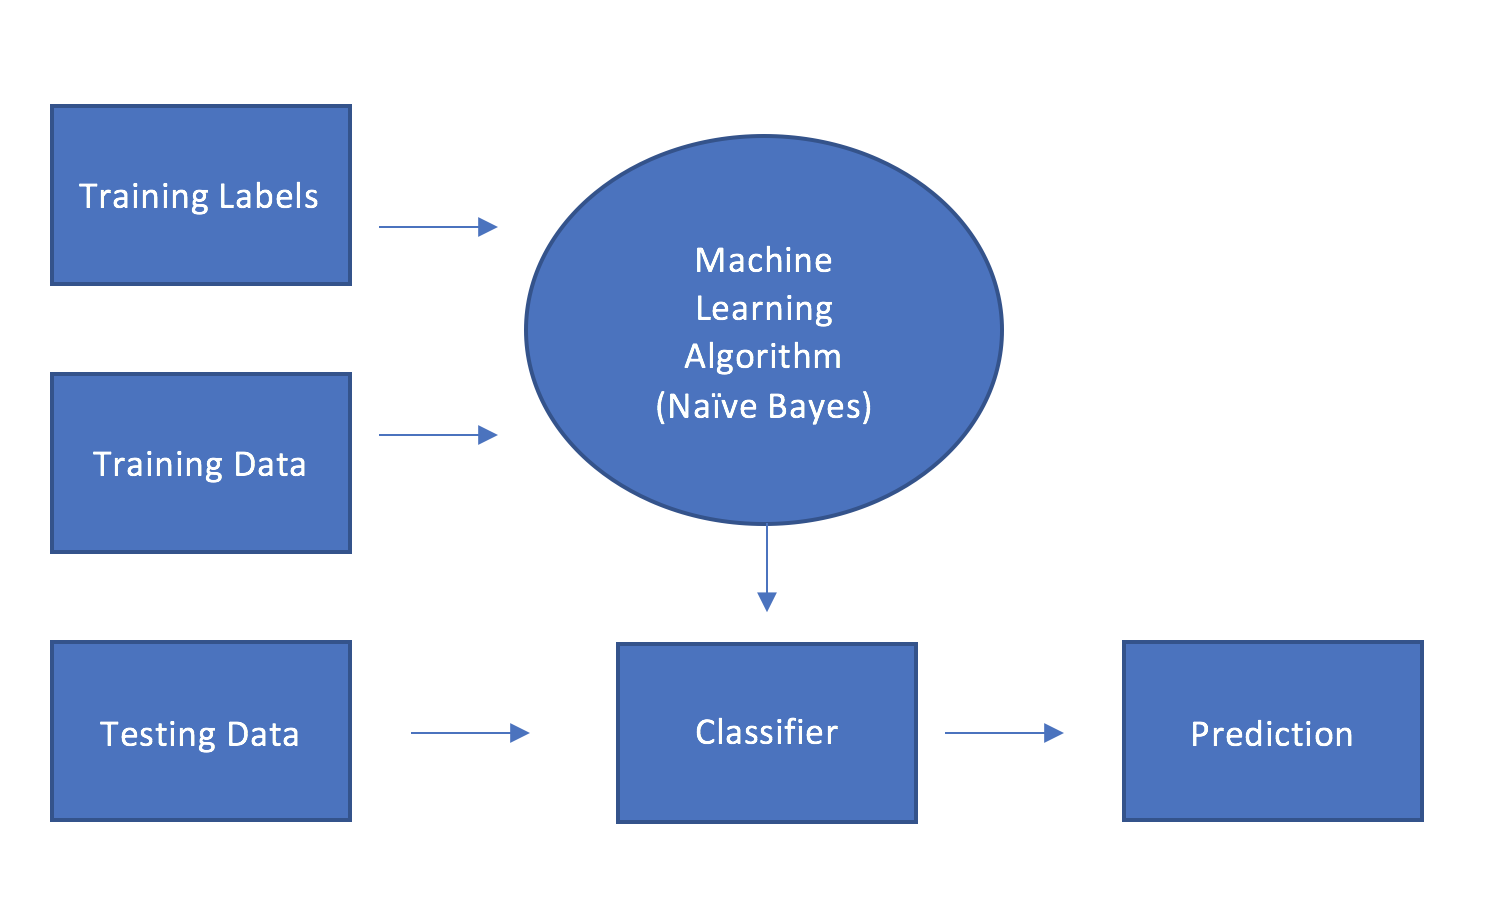 Training Labels
Machine
Learning
Algorithm
(Naïve Bayes)
Training Data
Testing Data
Classifier
Prediction